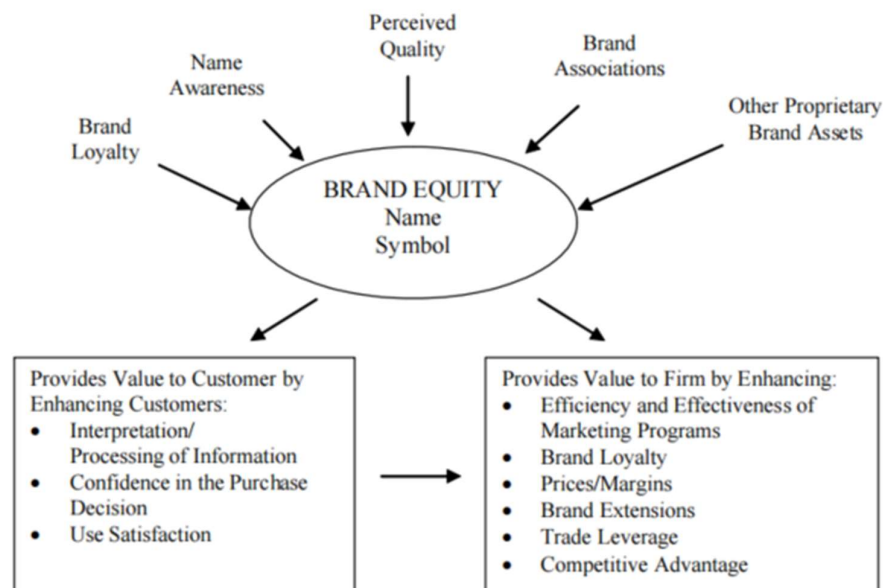 Perceived
Quality
Brand
Associations
Name
Awareness
Other Proprietary
Brand Assets
Brand
Loyalty
BRAND EQUITY
Name
Symbol
Provides Value to Customer by
Enhancing Customers:
• Interpretation/
Processing of Information
• Confidence in the Purchase
Decision
• Use Satisfaction
Provides Value to Firm by Enhancing:
• Efficiency and Effectiveness of
Marketing Programs
• Brand Loyalty
• Prices/Margins
• Brand Extensions
• Trade Leverage
• Competitive Advantage